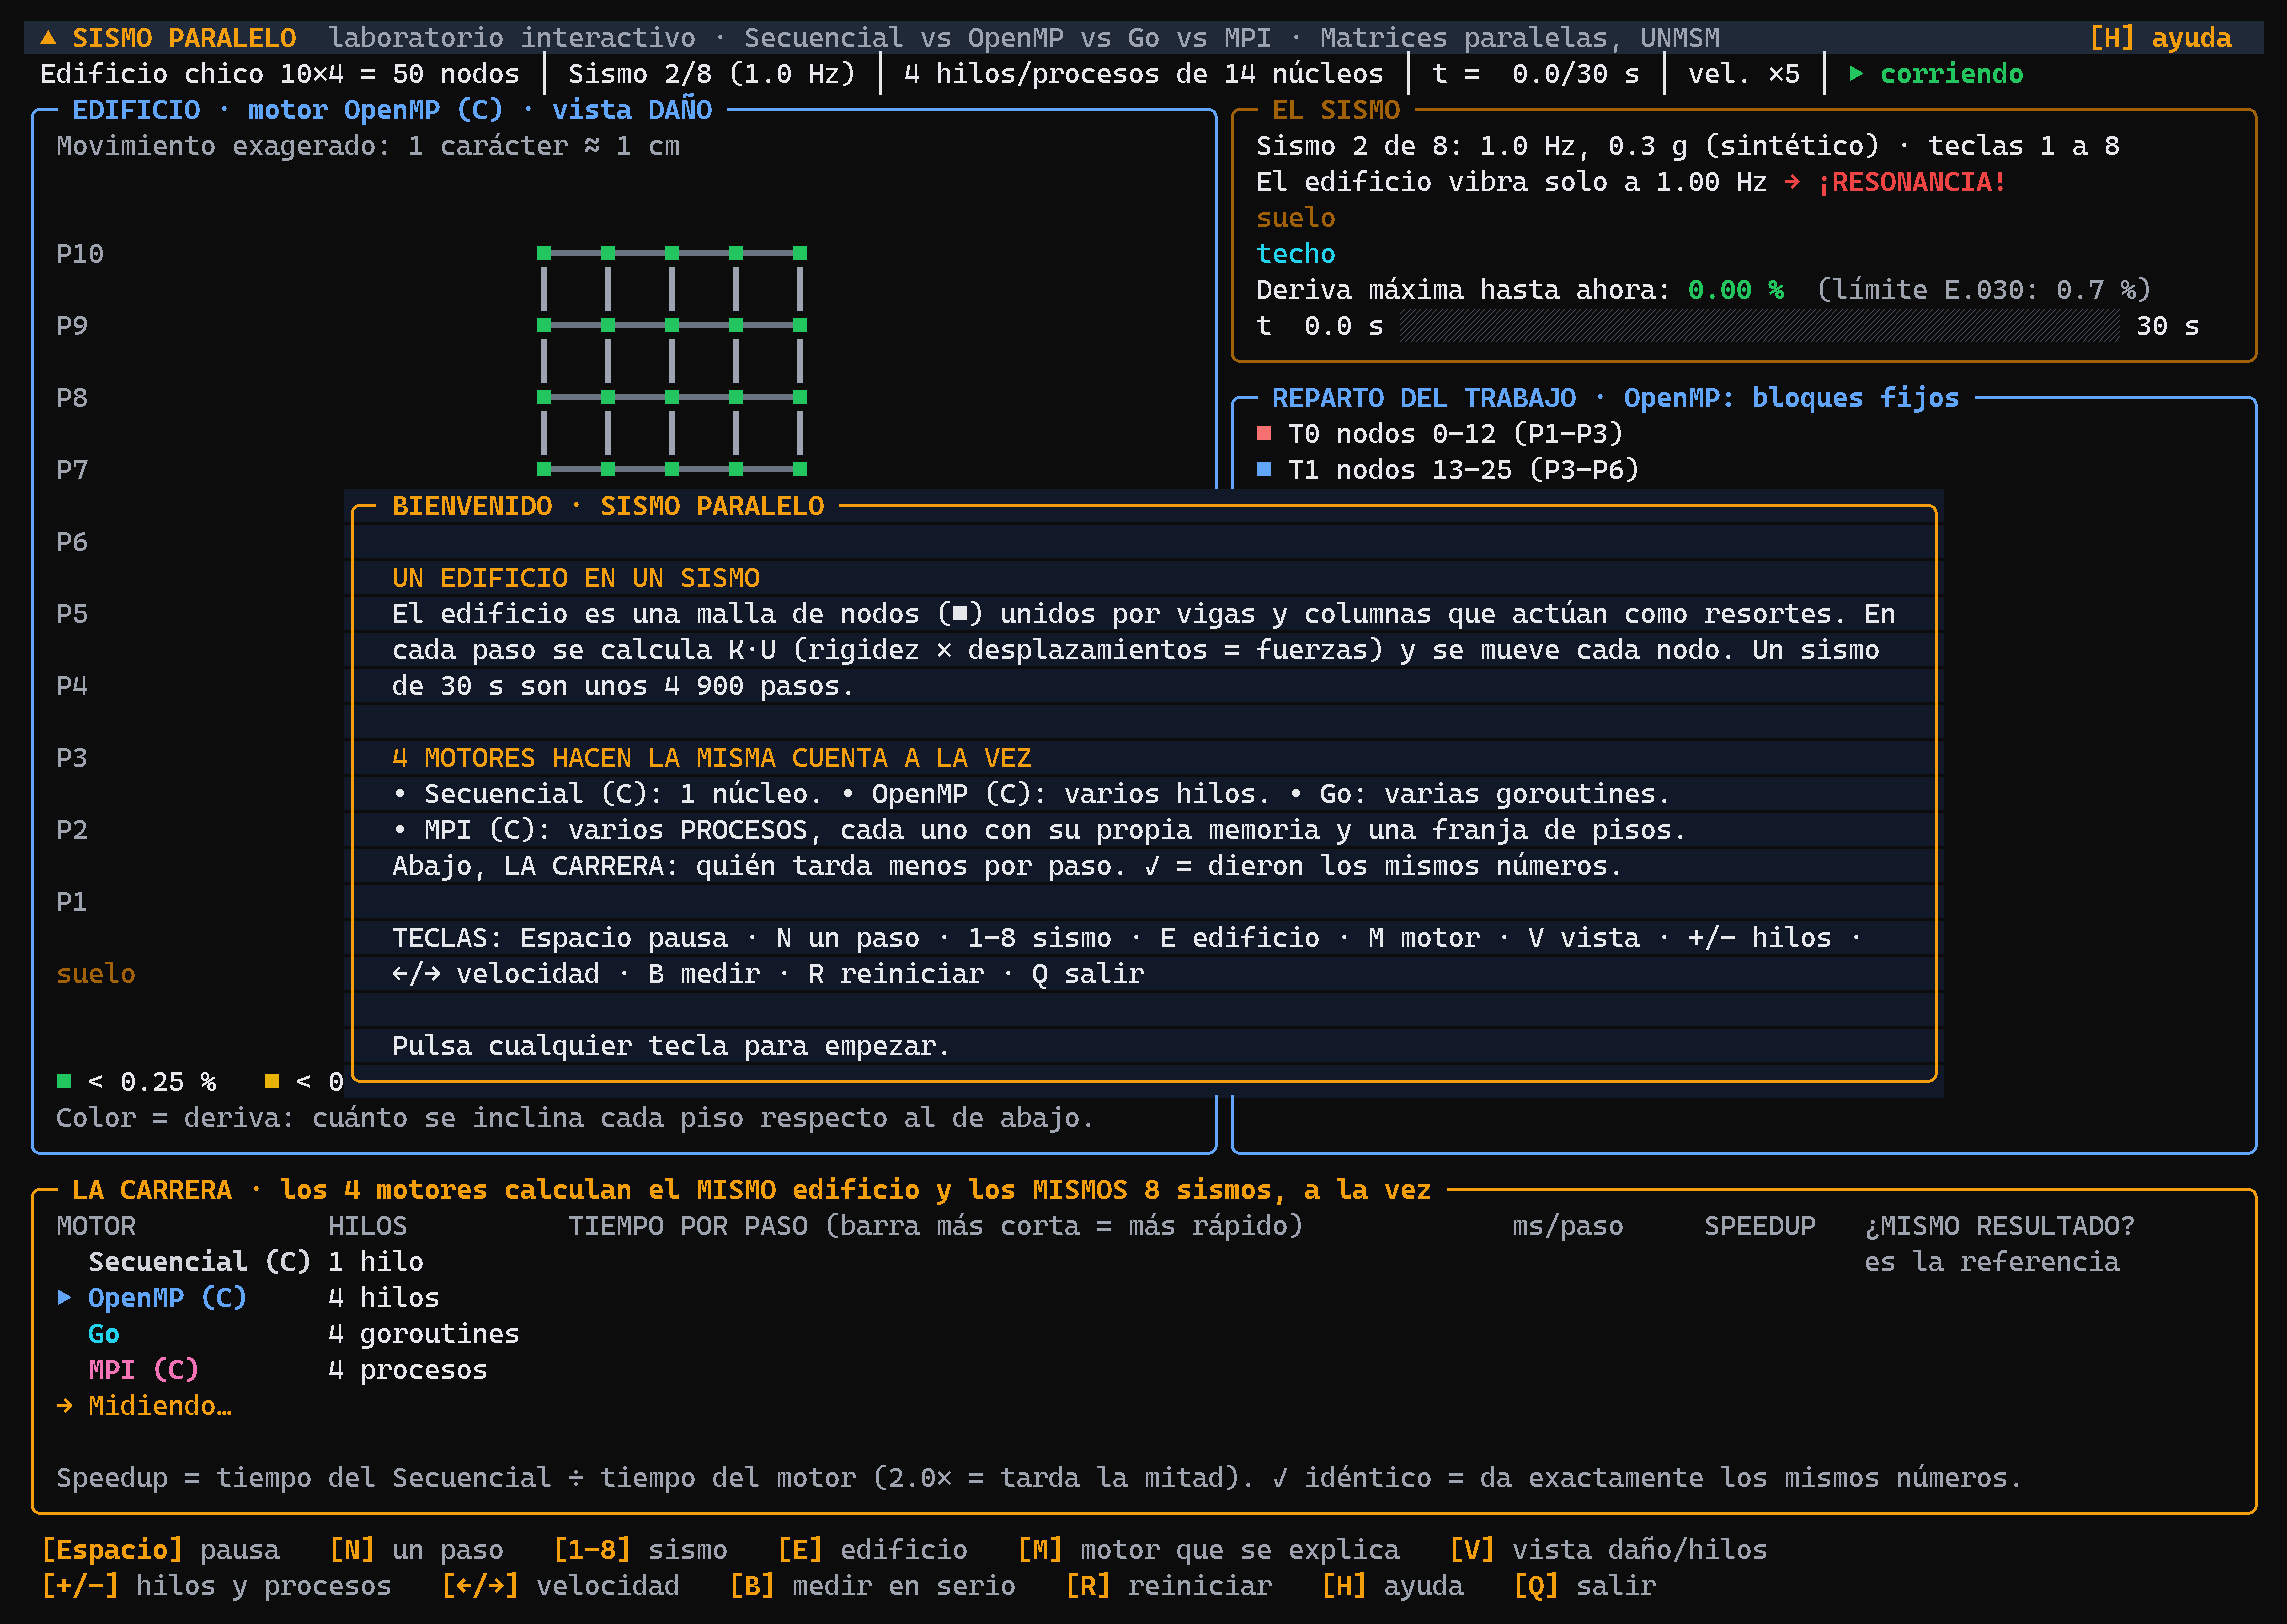 ▲ SISMO PARALELO laboratorio interactivo · Secuencial vs OpenMP vs Go vs MPI · Matrices paralelas, UNMSM [H] ayuda
Edificio chico 10×4 = 50 nodos │ Sismo 2/8 (1.0 Hz) │ 4 hilos/procesos de 14 núcleos │ t = 0.0/30 s │ vel. ×5 │ ▶ corriendo
EDIFICIO · motor OpenMP (C) · vista DAÑO
Movimiento exagerado: 1 carácter ≈ 1 cm
P10
P9
P8
P7
P6
P5
P4
P3
P2
P1
suelo
■ < 0.25 % ■ < 0
Color = deriva: cuánto se inclina cada piso respecto al de abajo.
EL SISMO
Sismo 2 de 8: 1.0 Hz, 0.3 g (sintético) · teclas 1 a 8
El edificio vibra solo a 1.00 Hz → ¡RESONANCIA!
suelo
techo
Deriva máxima hasta ahora: 0.00 % (límite E.030: 0.7 %)
t 0.0 s 30 s
REPARTO DEL TRABAJO · OpenMP: bloques fijos
■ T0 nodos 0–12 (P1–P3)
■ T1 nodos 13–25 (P3–P6)
BIENVENIDO · SISMO PARALELO
UN EDIFICIO EN UN SISMO
El edificio es una malla de nodos (■) unidos por vigas y columnas que actúan como resortes. En
cada paso se calcula K·U (rigidez × desplazamientos = fuerzas) y se mueve cada nodo. Un sismo
de 30 s son unos 4 900 pasos.
4 MOTORES HACEN LA MISMA CUENTA A LA VEZ
• Secuencial (C): 1 núcleo. • OpenMP (C): varios hilos. • Go: varias goroutines.
• MPI (C): varios PROCESOS, cada uno con su propia memoria y una franja de pisos.
Abajo, LA CARRERA: quién tarda menos por paso. ✓ = dieron los mismos números.
TECLAS: Espacio pausa · N un paso · 1–8 sismo · E edificio · M motor · V vista · +/− hilos ·
←/→ velocidad · B medir · R reiniciar · Q salir
Pulsa cualquier tecla para empezar.
LA CARRERA · los 4 motores calculan el MISMO edificio y los MISMOS 8 sismos, a la vez
MOTOR HILOS TIEMPO POR PASO (barra más corta = más rápido) ms/paso SPEEDUP ¿MISMO RESULTADO?
Secuencial (C) 1 hilo es la referencia
▶ OpenMP (C) 4 hilos
Go 4 goroutines
MPI (C) 4 procesos
→ Midiendo…
Speedup = tiempo del Secuencial ÷ tiempo del motor (2.0× = tarda la mitad). ✓ idéntico = da exactamente los mismos números.
[Espacio] pausa [N] un paso [1–8] sismo [E] edificio [M] motor que se explica [V] vista daño/hilos
[+/−] hilos y procesos [←/→] velocidad [B] medir en serio [R] reiniciar [H] ayuda [Q] salir